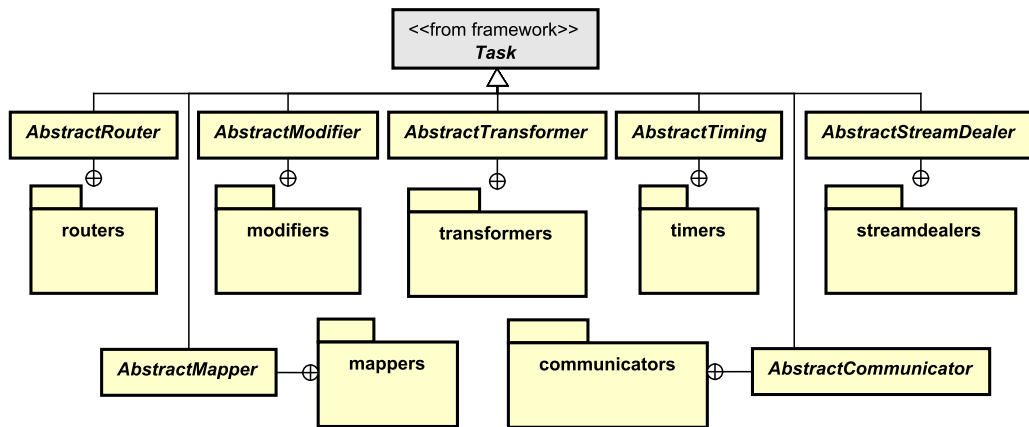 <<from framework>>
Task
AbstractRouter
AbstractModifier
AbstractTransformer
AbstractTiming
AbstractStreamDealer
routers
modifiers
transformers
timers
streamdealers
AbstractMapper
mappers
communicators
AbstractCommunicator